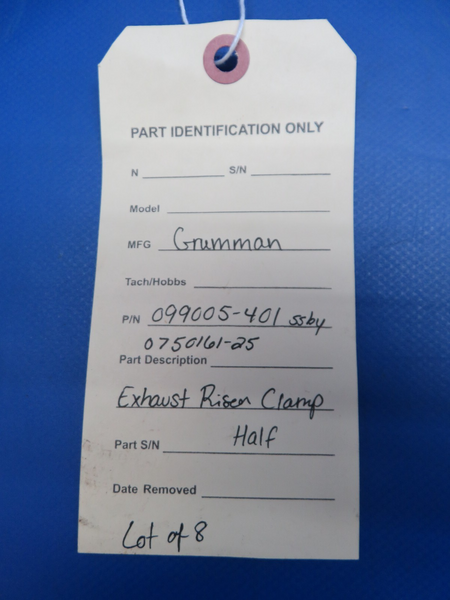 PART IDENTIFICATION ONLY
N S/N
Model
MFG Grumman
Tach/Hobbs
P/N 099005-401 ssby
0750161-25
Part Description
Exhaust Riser Clamp
Half
Part S/N
Date Removed
Lot of 8